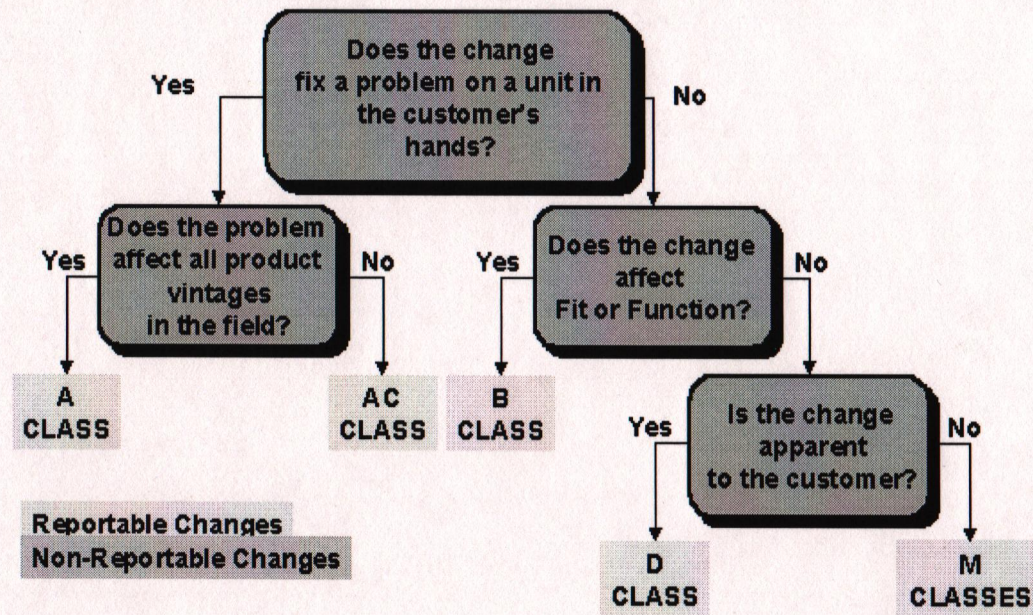 Does the change
fix a problem on a unit in
the customer's
hands?
Yes
No
Does the problem
affect all product
vintages
in the field?
Yes
No
Does the change
affect
Fit or Function?
Yes
No
A
CLASS
AC
CLASS
B
CLASS
Is the change
apparent
to the customer?
Yes
No
Reportable Changes
Non-Reportable Changes
D
CLASS
M
CLASSES